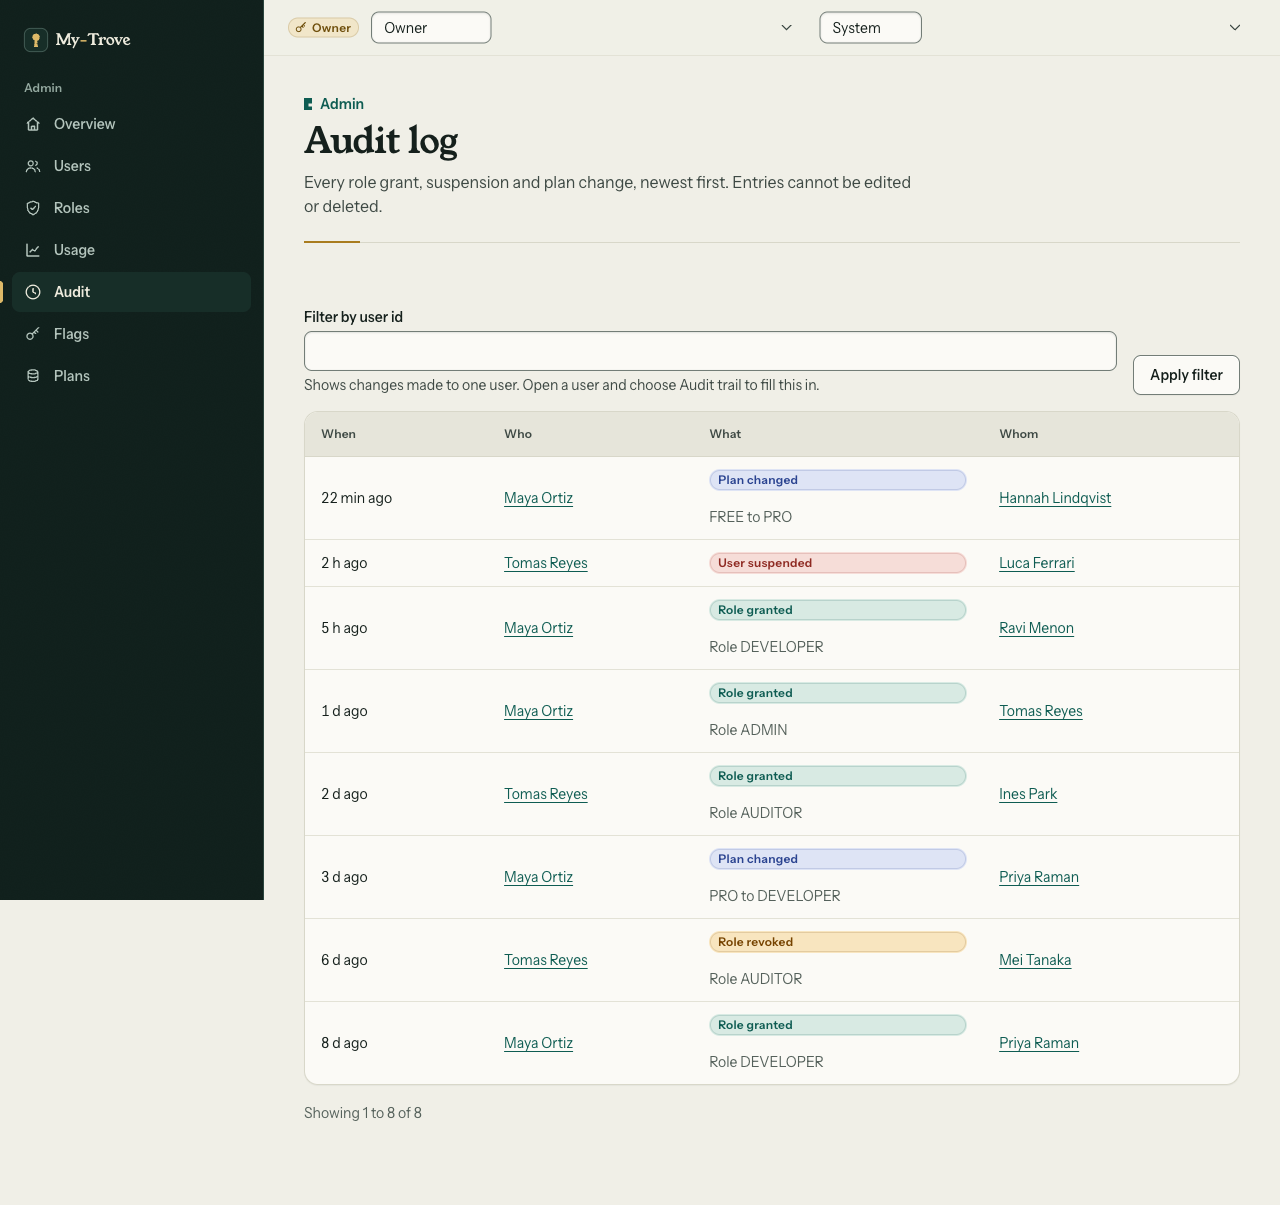 My-Trove
Admin
Overview
Users
Roles
Usage
Audit
Flags
Plans
Owner
Owner
System
Admin
Audit log
Every role grant, suspension and plan change, newest first. Entries cannot be edited
or deleted.
Filter by user id
Shows changes made to one user. Open a user and choose Audit trail to fill this in.
Apply filter
When Who What Whom
Plan changed
22 min ago Maya Ortiz Hannah Lindqvist
FREE to PRO
2 h ago Tomas Reyes User suspended Luca Ferrari
Role granted
5 h ago Maya Ortiz Ravi Menon
Role DEVELOPER
Role granted
1 d ago Maya Ortiz Tomas Reyes
Role ADMIN
Role granted
2 d ago Tomas Reyes Ines Park
Role AUDITOR
Plan changed
3 d ago Maya Ortiz Priya Raman
PRO to DEVELOPER
Role revoked
6 d ago Tomas Reyes Mei Tanaka
Role AUDITOR
Role granted
8 d ago Maya Ortiz Priya Raman
Role DEVELOPER
Showing 1 to 8 of 8